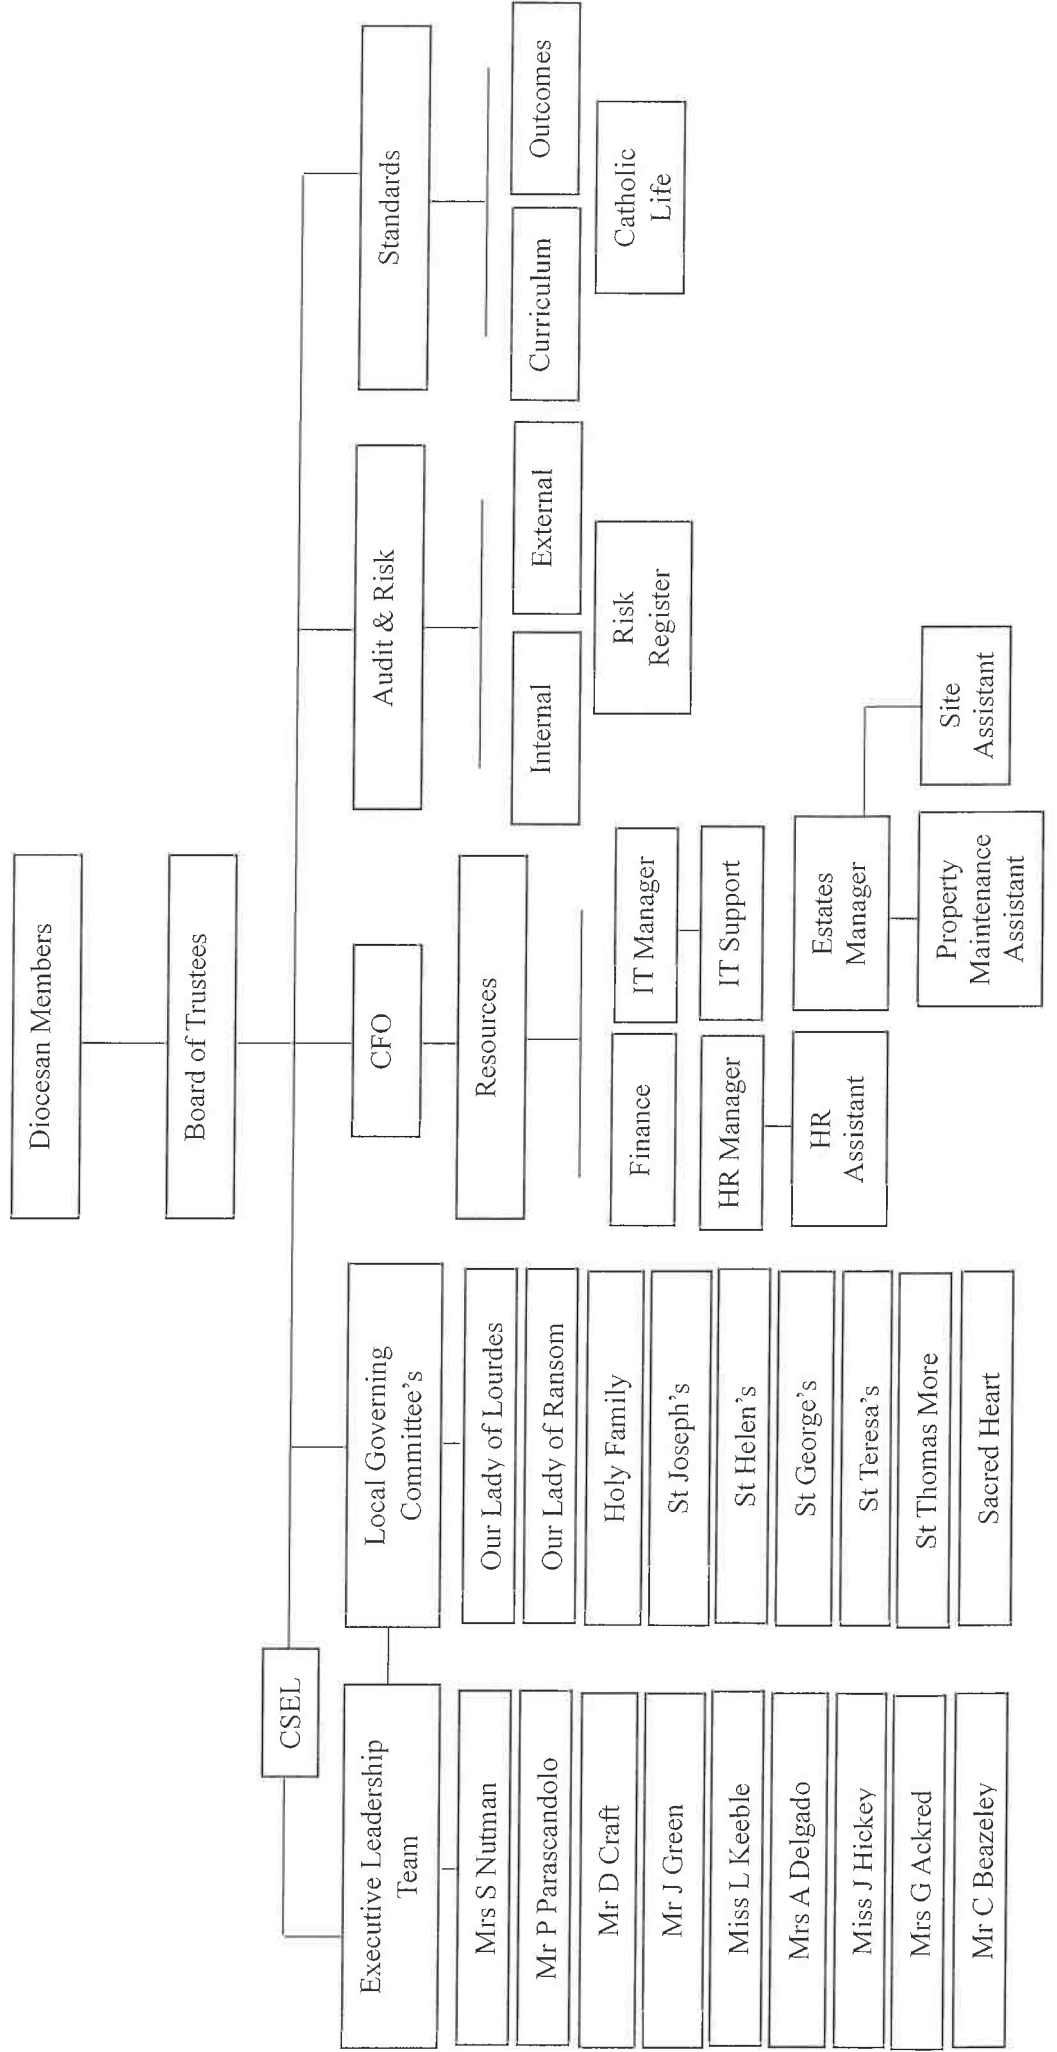 Diocesan Members
Board of Trustees
CSEL
Executive Leadership
Team
Mrs S Nutman
Mr P Parascandolo
Mr D Craft
Mr J Green
Miss L Keeble
Mrs A Delgado
Miss J Hickey
Mrs G Ackred
Mr C Beazeley
Local Governing
Committee's
Our Lady of Lourdes
Our Lady of Ransom
Holy Family
St Joseph's
St Helen's
St George's
St Teresa's
St Thomas More
Sacred Heart
CFO
Resources
Finance
IT Manager
HR Manager
IT Support
HR
Assistant
Estates
Manager
Property
Maintenance
Assistant
Site
Assistant
Audit & Risk
Internal
External
Risk
Register
Standards
Curriculum
Outcomes
Catholic
Life